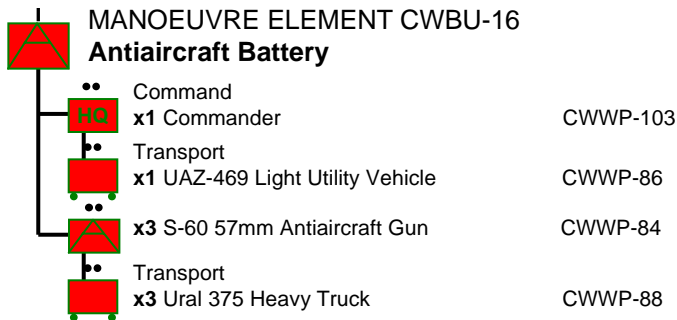 MANOEUVRE ELEMENT CWBU-16
Antiaircraft Battery
Command
HQ x1 Commander CWWP-103
Transport
x1 UAZ-469 Light Utility Vehicle CWWP-86
x3 S-60 57mm Antiaircraft Gun CWWP-84
Transport
x3 Ural 375 Heavy Truck CWWP-88